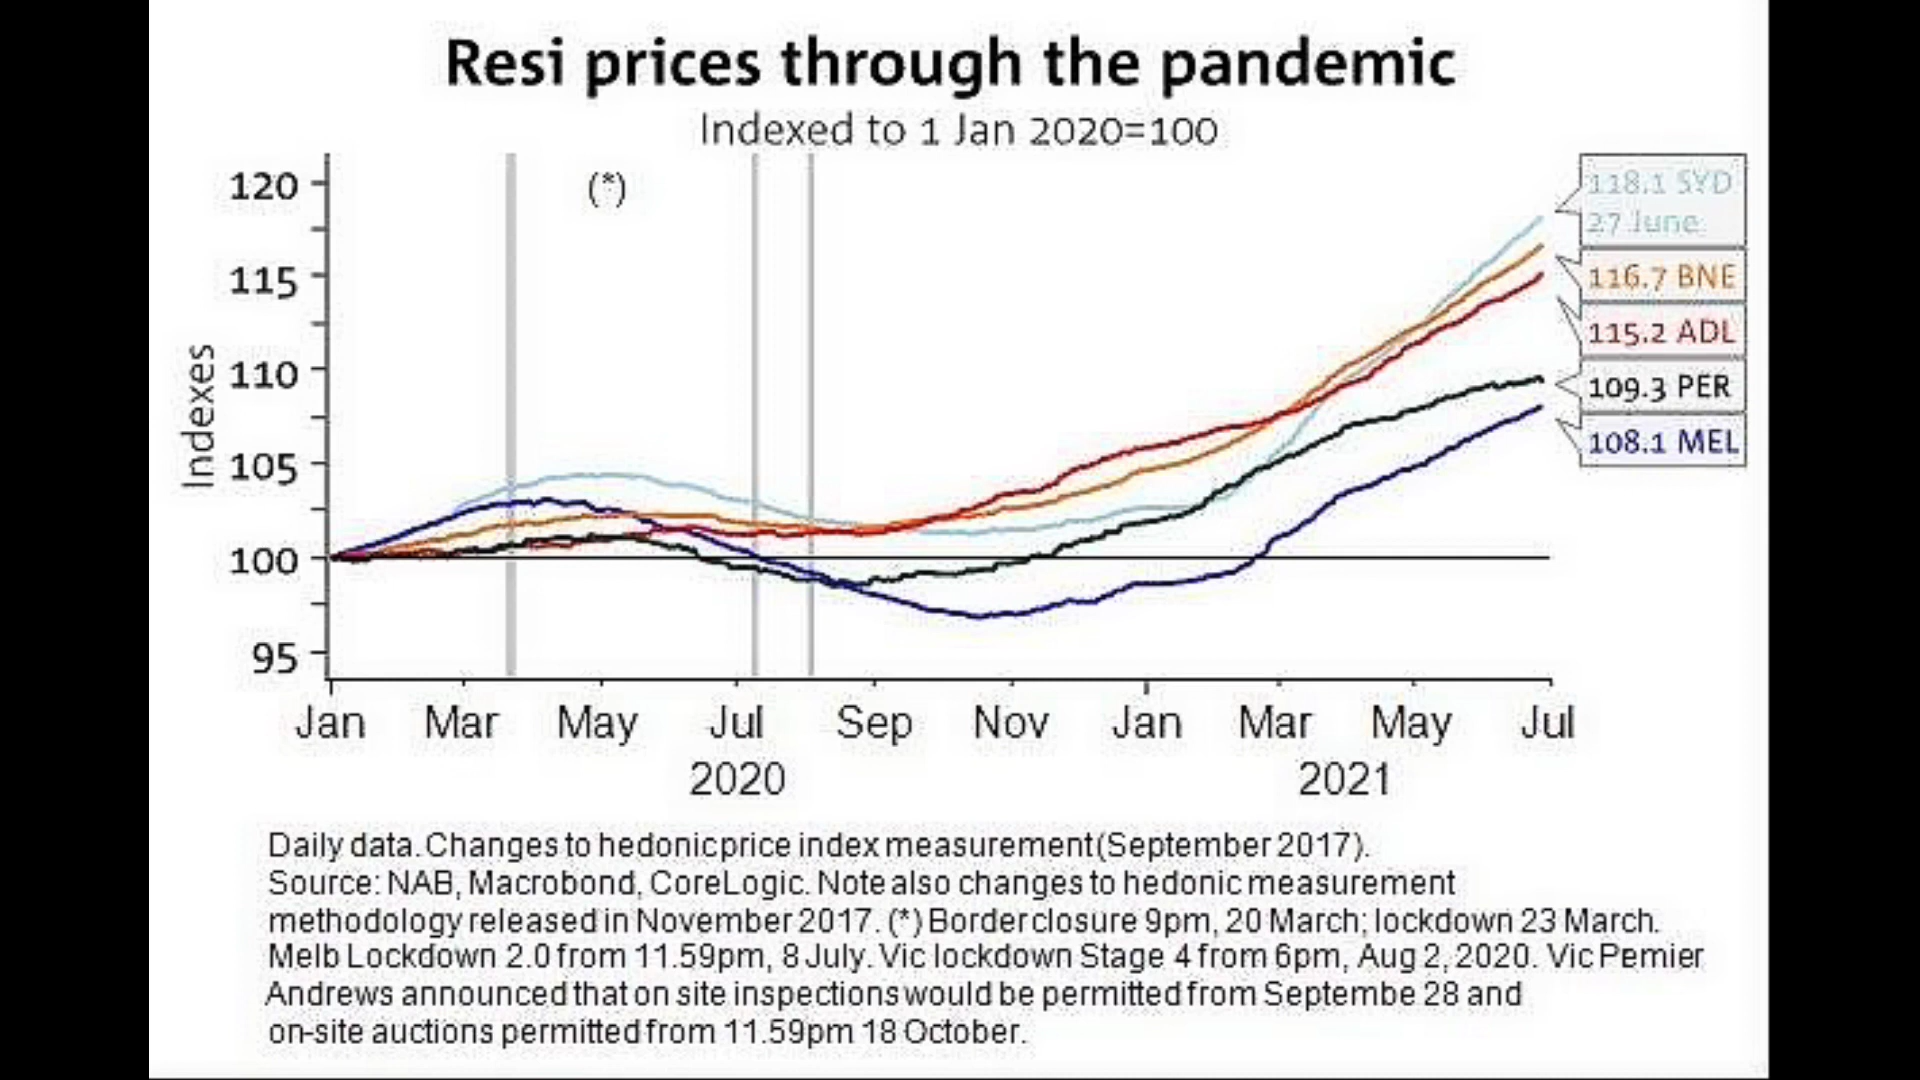 Resi prices through the pandemic
Indexed to 1 Jan 2020=100
(*)
Indexes
120
115
110
105
100
95
118.1 SYD
27 June
116.7 BNE
115.2 ADL
109.3 PER
108.1 MEL
Jan Mar May Jul Sep Nov Jan Mar May Jul
2020 2021
Daily data. Changes to hedonic price index measurement (September 2017).
Source: NAB, Macrobond, CoreLogic. Note also changes to hedonic measurement
methodology released in November 2017. (*) Border closure 9pm, 20 March; lockdown 23 March.
Melb Lockdown 2.0 from 11.59pm, 8 July. Vic lockdown Stage 4 from 6pm, Aug 2, 2020. Vic Pemier
Andrews announced that on site inspections would be permitted from Septembe 28 and
on-site auctions permitted from 11.59pm 18 October.